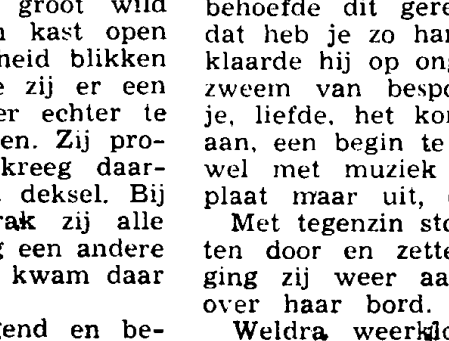 groot wild
kast open
heid blikken
zij er een
er echter te
en. Zij pro-
kreeg daar-
deksel. Bij
rak zij alle
een andere
kwam daar
gend en be-
behoefde dit gere
dat heb je zo har
klaarde hij op ong
zweem van bespo
je, liefde, het kor
aan, een begin te
wel met muziek
plaat maar uit,
Met tegenzin sto
ten door en zette
ging zij weer aa
over haar bord.
Weldra weerklo